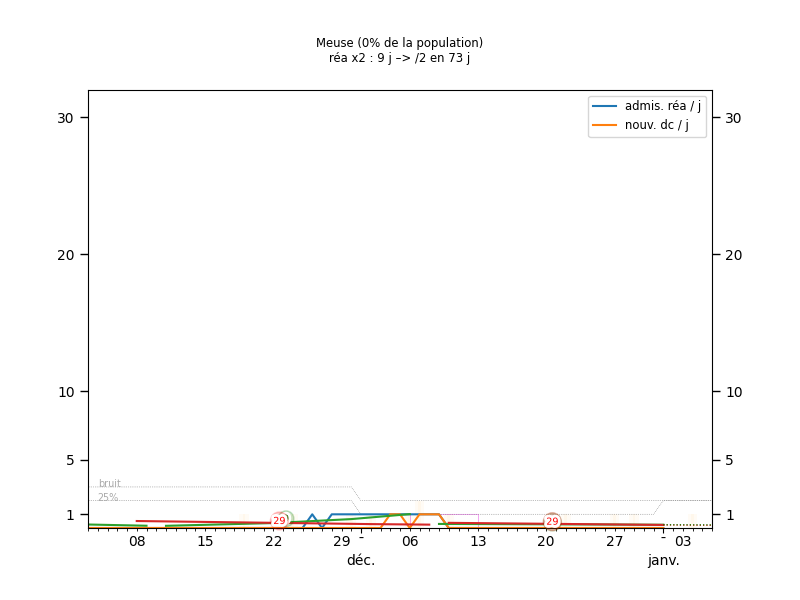 Meuse (0% de la population)
réa x2 : 9 j –> /2 en 73 j
admis. réa / j
nouv. dc / j
30 30
20 20
10 10
5 5
bruit
25%
1 1
29 29
08 15 22 29 06 13 20 27 03
déc. janv.